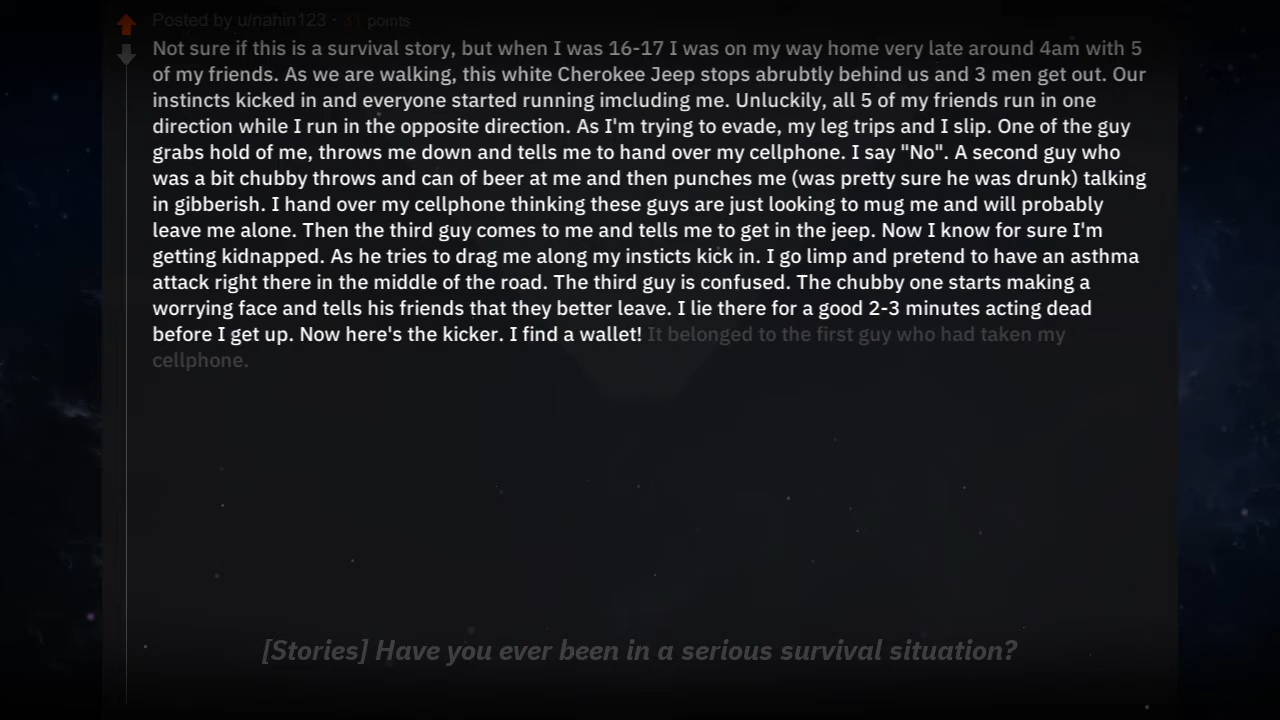 Posted by u/nahin123 · 31 points
Not sure if this is a survival story, but when I was 16-17 I was on my way home very late around 4am with 5
of my friends. As we are walking, this white Cherokee Jeep stops abrubtly behind us and 3 men get out. Our
instincts kicked in and everyone started running imcluding me. Unluckily, all 5 of my friends run in one
direction while I run in the opposite direction. As I'm trying to evade, my leg trips and I slip. One of the guy
grabs hold of me, throws me down and tells me to hand over my cellphone. I say "No". A second guy who
was a bit chubby throws and can of beer at me and then punches me (was pretty sure he was drunk) talking
in gibberish. I hand over my cellphone thinking these guys are just looking to mug me and will probably
leave me alone. Then the third guy comes to me and tells me to get in the jeep. Now I know for sure I'm
getting kidnapped. As he tries to drag me along my insticts kick in. I go limp and pretend to have an asthma
attack right there in the middle of the road. The third guy is confused. The chubby one starts making a
worrying face and tells his friends that they better leave. I lie there for a good 2-3 minutes acting dead
before I get up. Now here's the kicker. I find a wallet! It belonged to the first guy who had taken my
cellphone.
[Stories] Have you ever been in a serious survival situation?